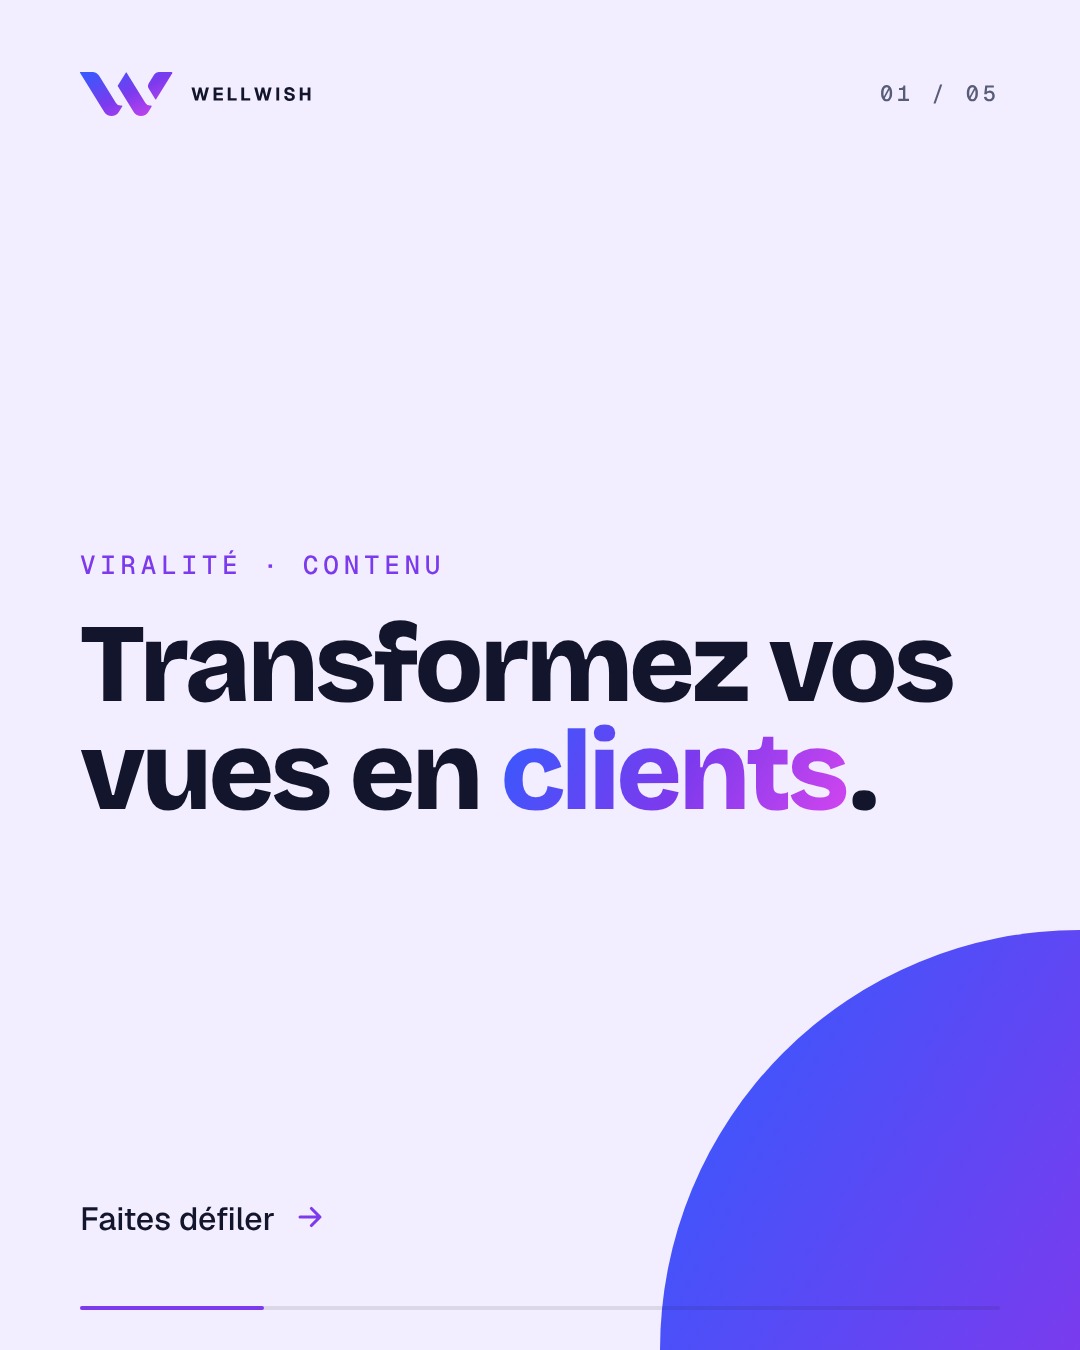 WELLWISH
01 / 05
VIRALITÉ · CONTENU
Transformez vos
vues en clients.
Faites défiler →